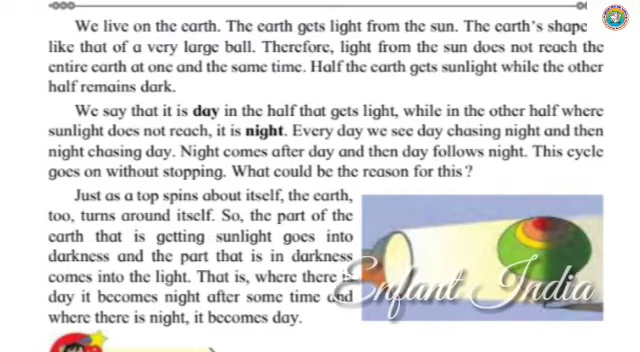 We live on the earth. The earth gets light from the sun. The earth's shape
like that of a very large ball. Therefore, light from the sun does not reach the
entire earth at one and the same time. Half the earth gets sunlight while the other
half remains dark.
We say that it is day in the half that gets light, while in the other half where
sunlight does not reach, it is night. Every day we see day chasing night and then
night chasing day. Night comes after day and then day follows night. This cycle
goes on without stopping. What could be the reason for this ?
Just as a top spins about itself, the earth,
too, turns around itself. So, the part of the
earth that is getting sunlight goes into
darkness and the part that is in darkness
comes into the light. That is, where there is
day it becomes night after some time and
where there is night, it becomes day.
Enfant India